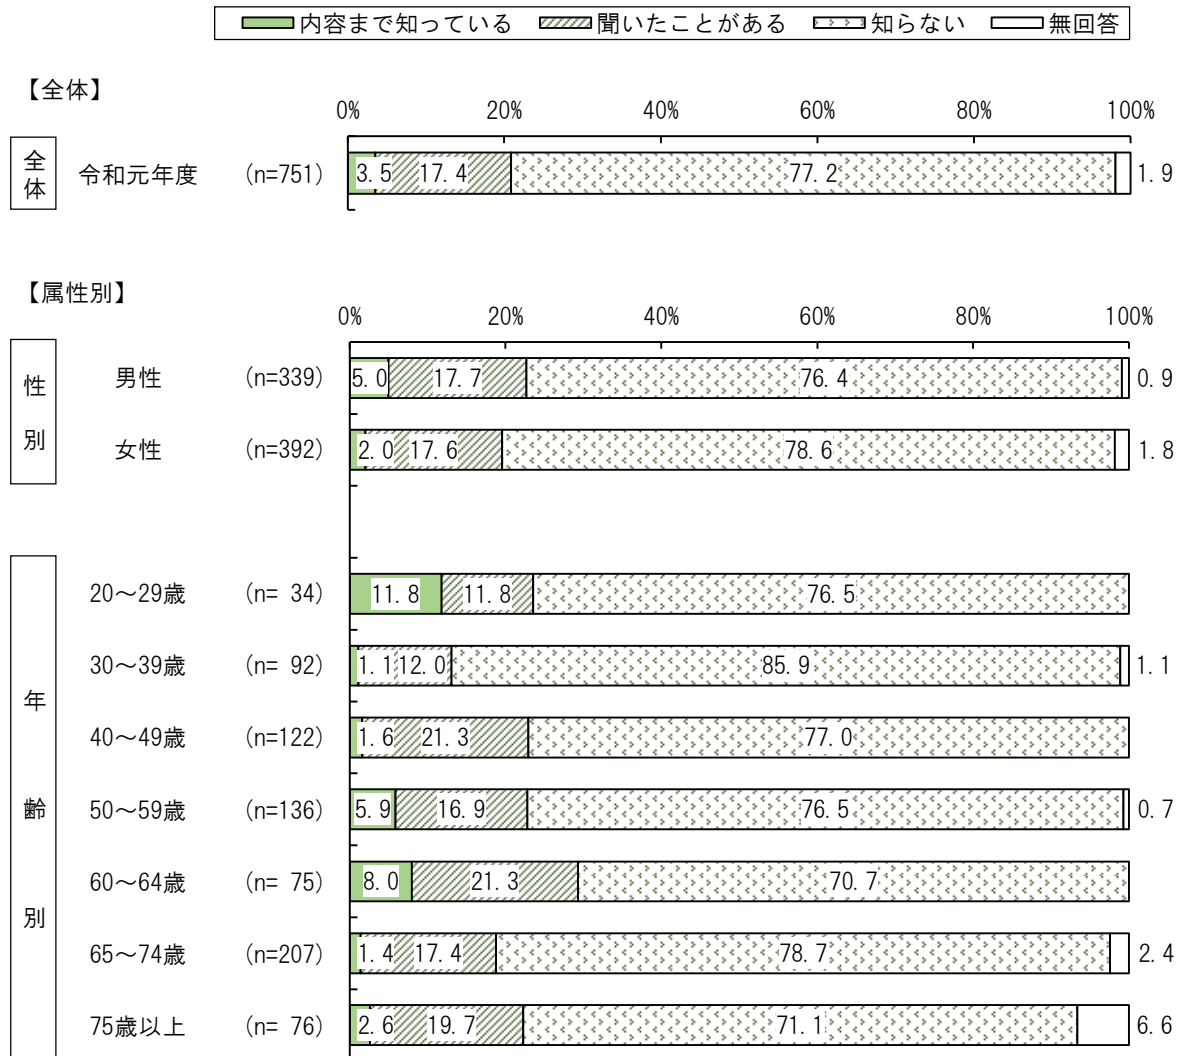 内容まで知っている 聞いたことがある 知らない 無回答
【全体】
0% 20% 40% 60% 80% 100%
全体 令和元年度 (n=751) 3.5 17.4 77.2 1.9
【属性別】
0% 20% 40% 60% 80% 100%
性別
男性 (n=339) 5.0 17.7 76.4 0.9
女性 (n=392) 2.0 17.6 78.6 1.8
年齢別
20～29歳 (n= 34) 11.8 11.8 76.5
30～39歳 (n= 92) 1.1 12.0 85.9 1.1
40～49歳 (n=122) 1.6 21.3 77.0
50～59歳 (n=136) 5.9 16.9 76.5 0.7
60～64歳 (n= 75) 8.0 21.3 70.7
65～74歳 (n=207) 1.4 17.4 78.7 2.4
75歳以上 (n= 76) 2.6 19.7 71.1 6.6